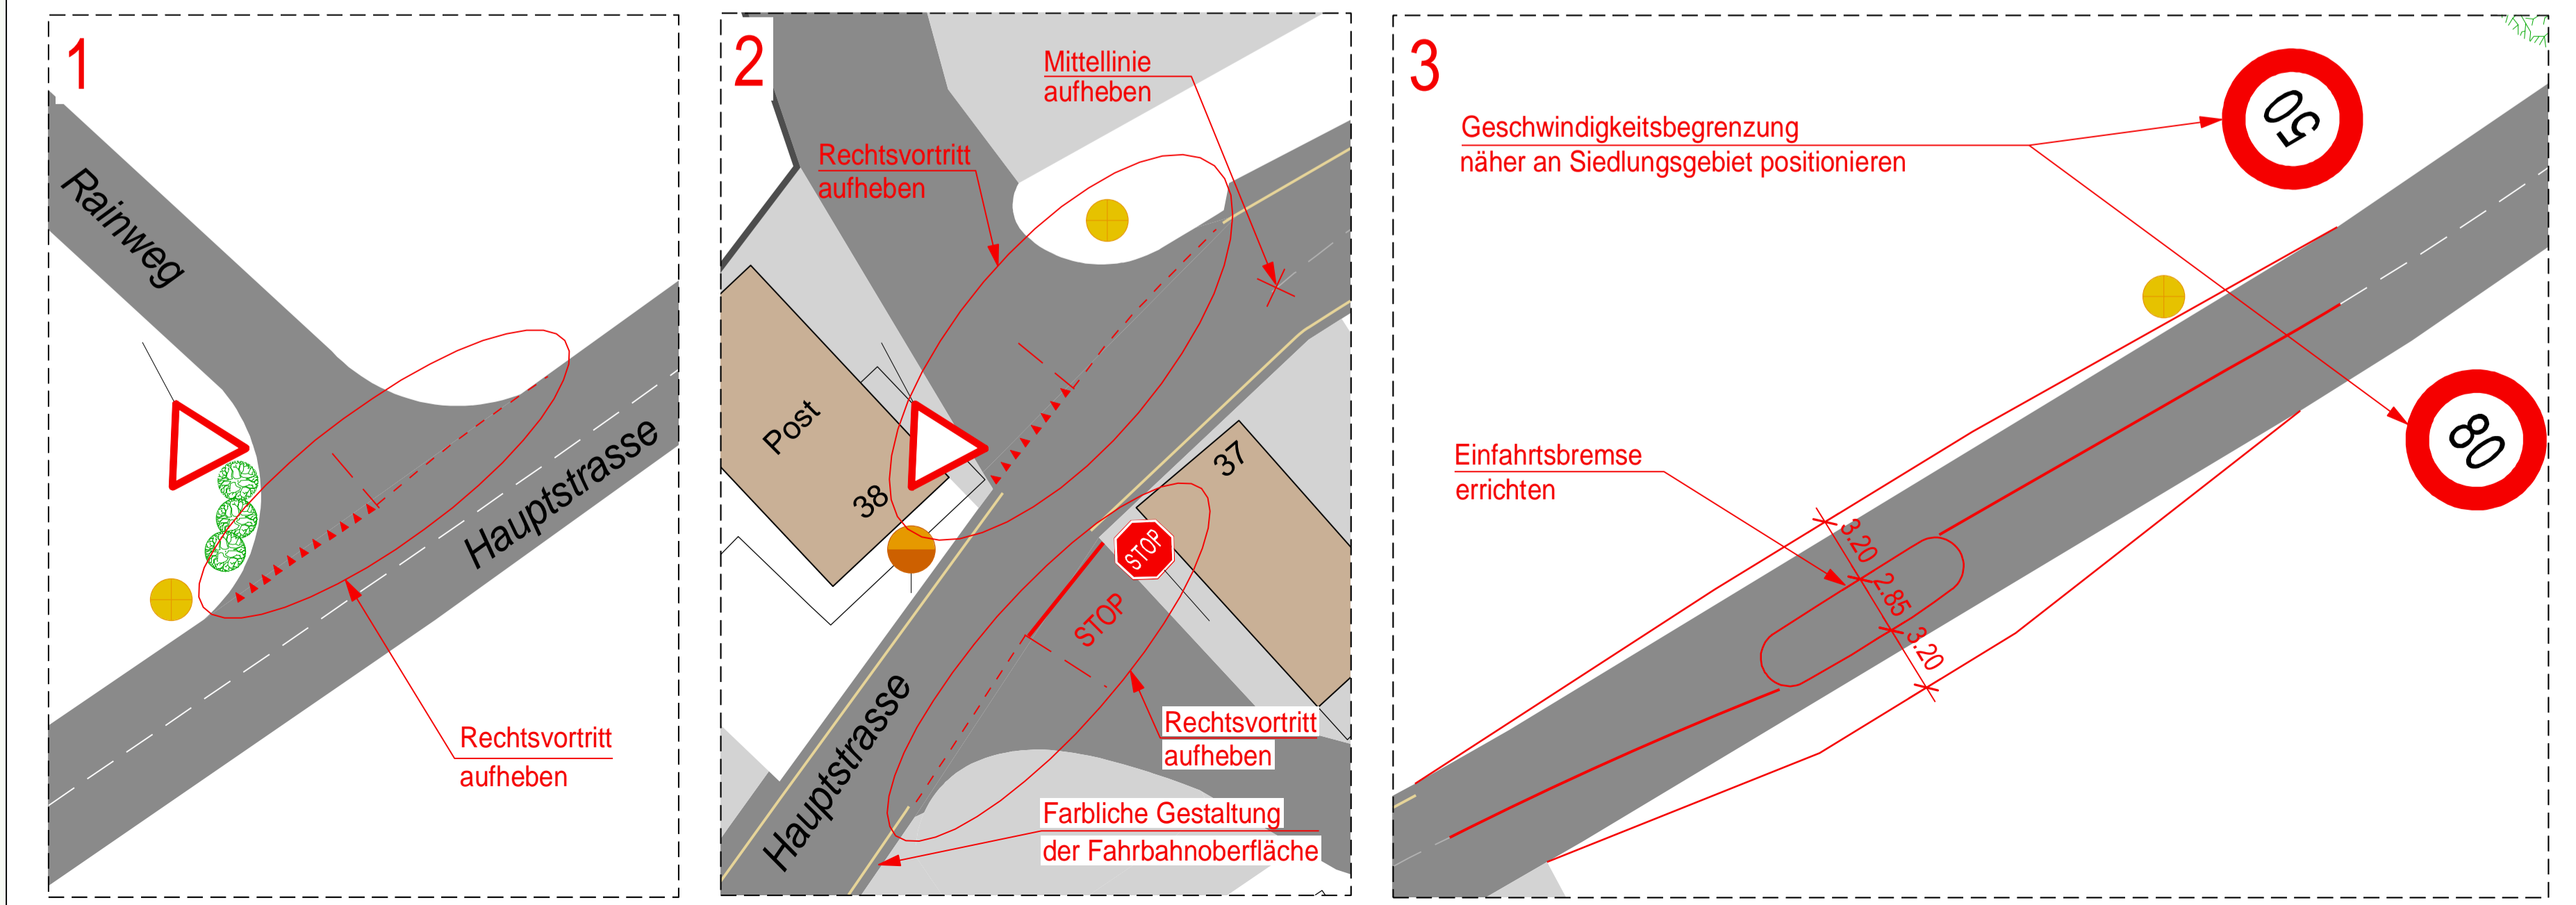 1
Rainweg
Hauptstrasse
Rechtsvortritt
aufheben
2
Mittellinie
aufheben
Rechtsvortritt
aufheben
Post
38
37
STOP
STOP
Rechtsvortritt
aufheben
Hauptstrasse
Farbliche Gestaltung
der Fahrbahnoberfläche
3
50
Geschwindigkeitsbegrenzung
näher an Siedlungsgebiet positionieren
80
Einfahrtsbremse
errichten
3.20
2.85
3.20